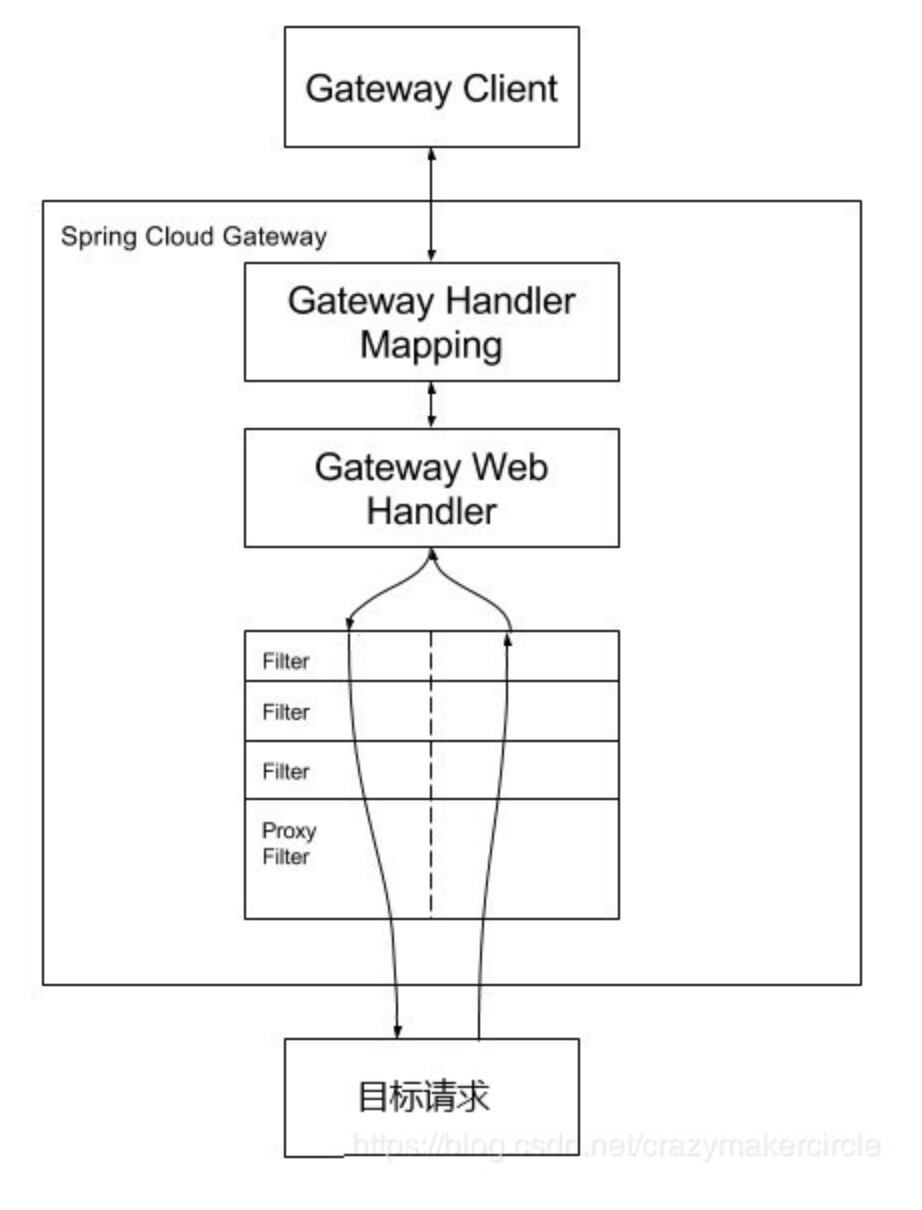 Gateway Client
Spring Cloud Gateway
Gateway Handler
Mapping
Gateway Web
Handler
Filter
Filter
Filter
Proxy
Filter
目标请求
https://blog.csdn.net/crazymakercircle